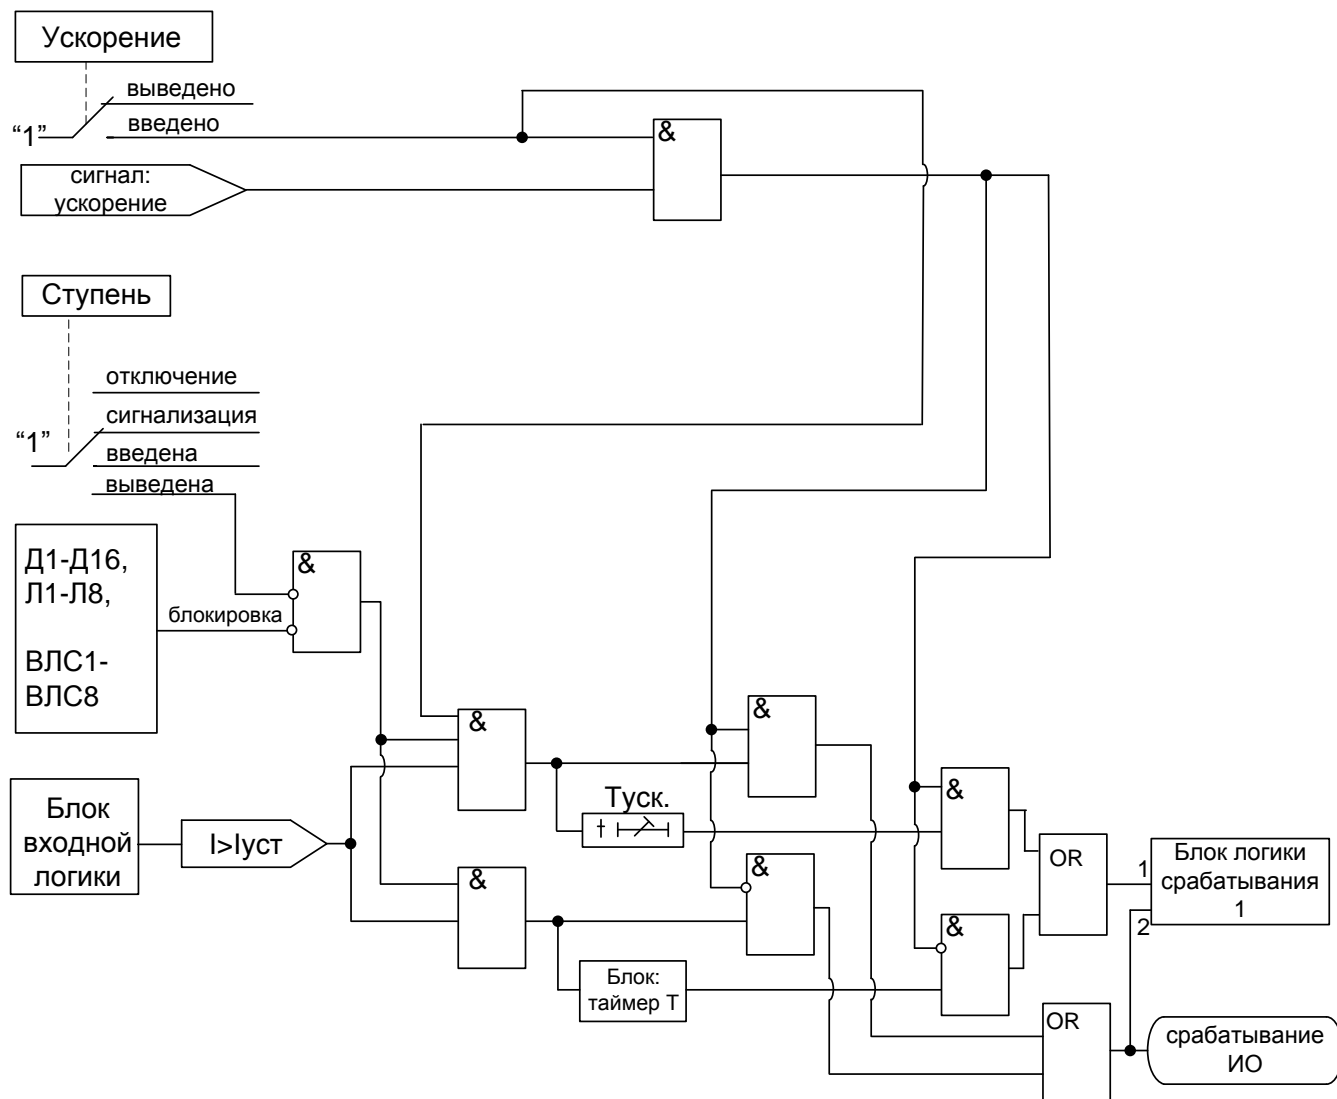 Ускорение
выведено
“1”
введено
&
сигнал:
ускорение
Ступень
отключение
сигнализация
“1”
введена
выведена
Д1-Д16,
Л1-Л8,
ВЛС1-
ВЛС8
&
блокировка
&
&
Туск.
&
Блок
входной
логики
I>Iуст
OR
1
Блок логики
срабатывания
1
2
&
&
&
Блок:
таймер Т
OR
срабатывание
ИО